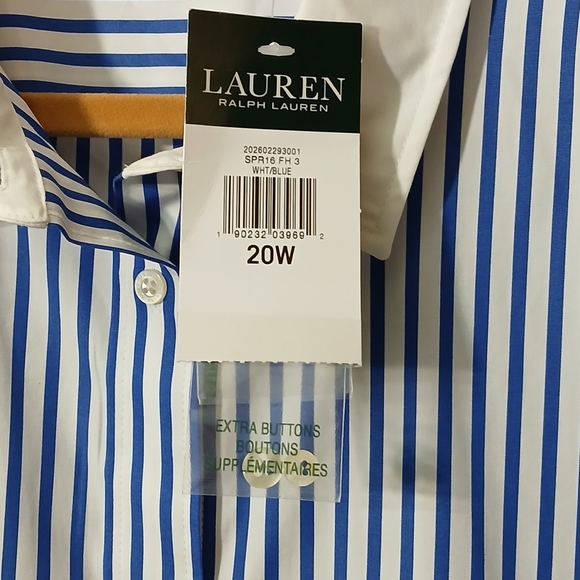 LAUREN
RALPH LAUREN
202602293001
SPR16 FH 3
WHT/BLUE
1 90232 03969 2
20W
EXTRA BUTTONS
BOUTONS
SUPPLÉMENTAIRES